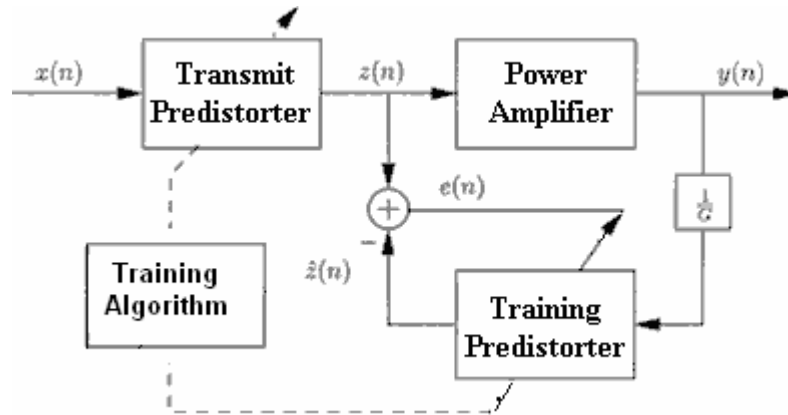 x(n)
Transmit
Predistorter
z(n)
Power
Amplifier
y(n)
+
e(n)
1
G
−
ẑ(n)
Training
Algorithm
Training
Predistorter